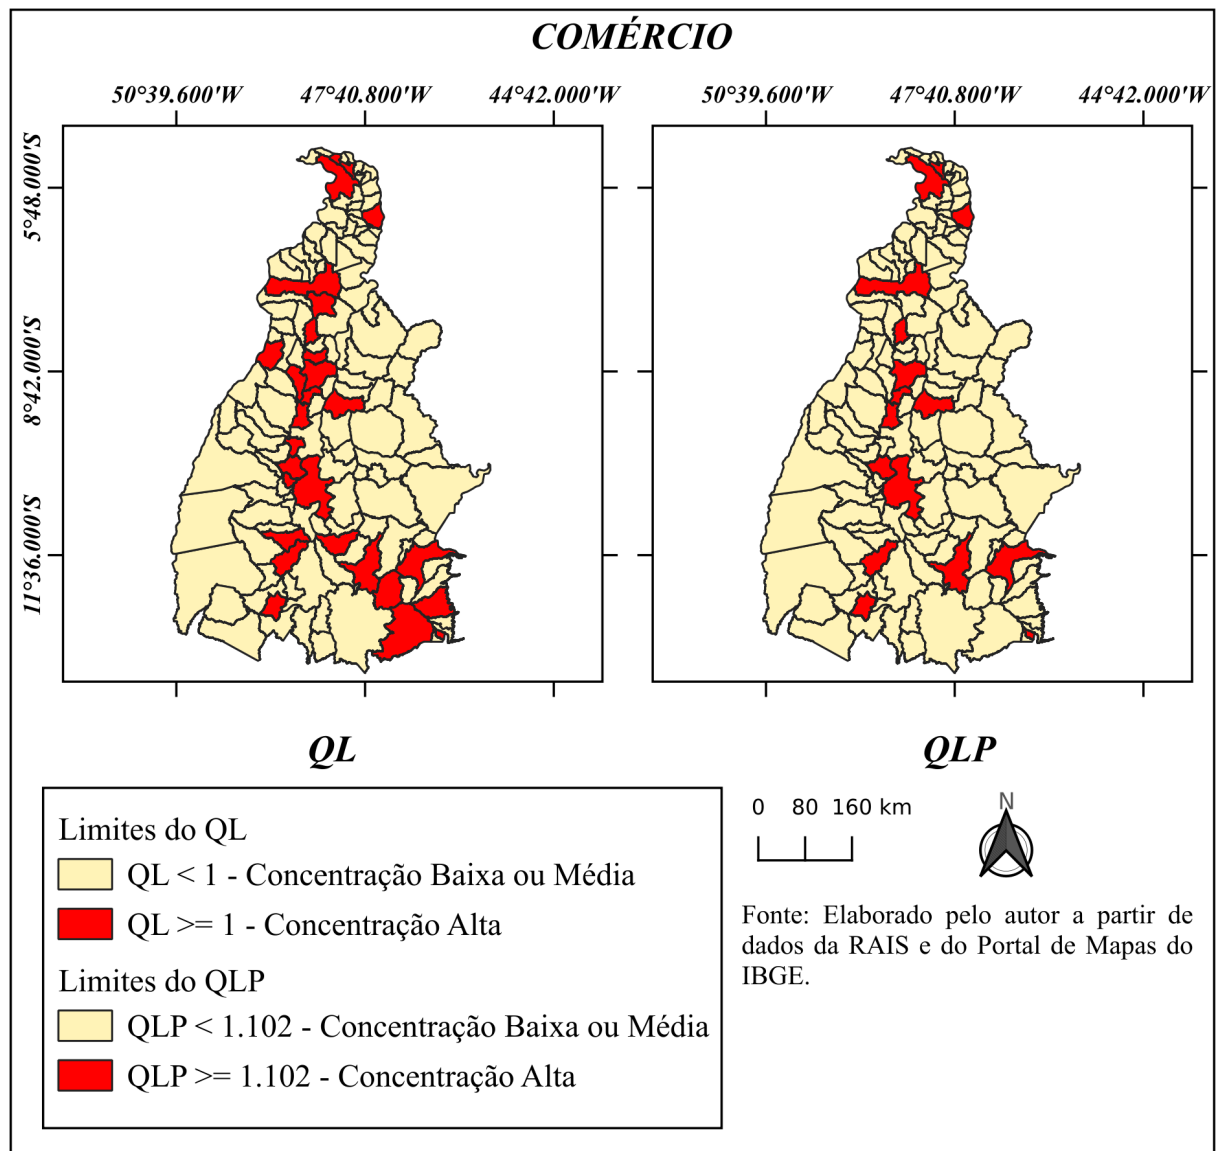 COMÉRCIO
50°39.600'W 47°40.800'W 44°42.000'W 50°39.600'W 47°40.800'W 44°42.000'W
5°48.000'S
8°42.000'S
11°36.000'S
QL QLP
Limites do QL
QL < 1 - Concentração Baixa ou Média
QL >= 1 - Concentração Alta
Limites do QLP
QLP < 1.102 - Concentração Baixa ou Média
QLP >= 1.102 - Concentração Alta
0 80 160 km
N
Fonte: Elaborado pelo autor a partir de
dados da RAIS e do Portal de Mapas do
IBGE.